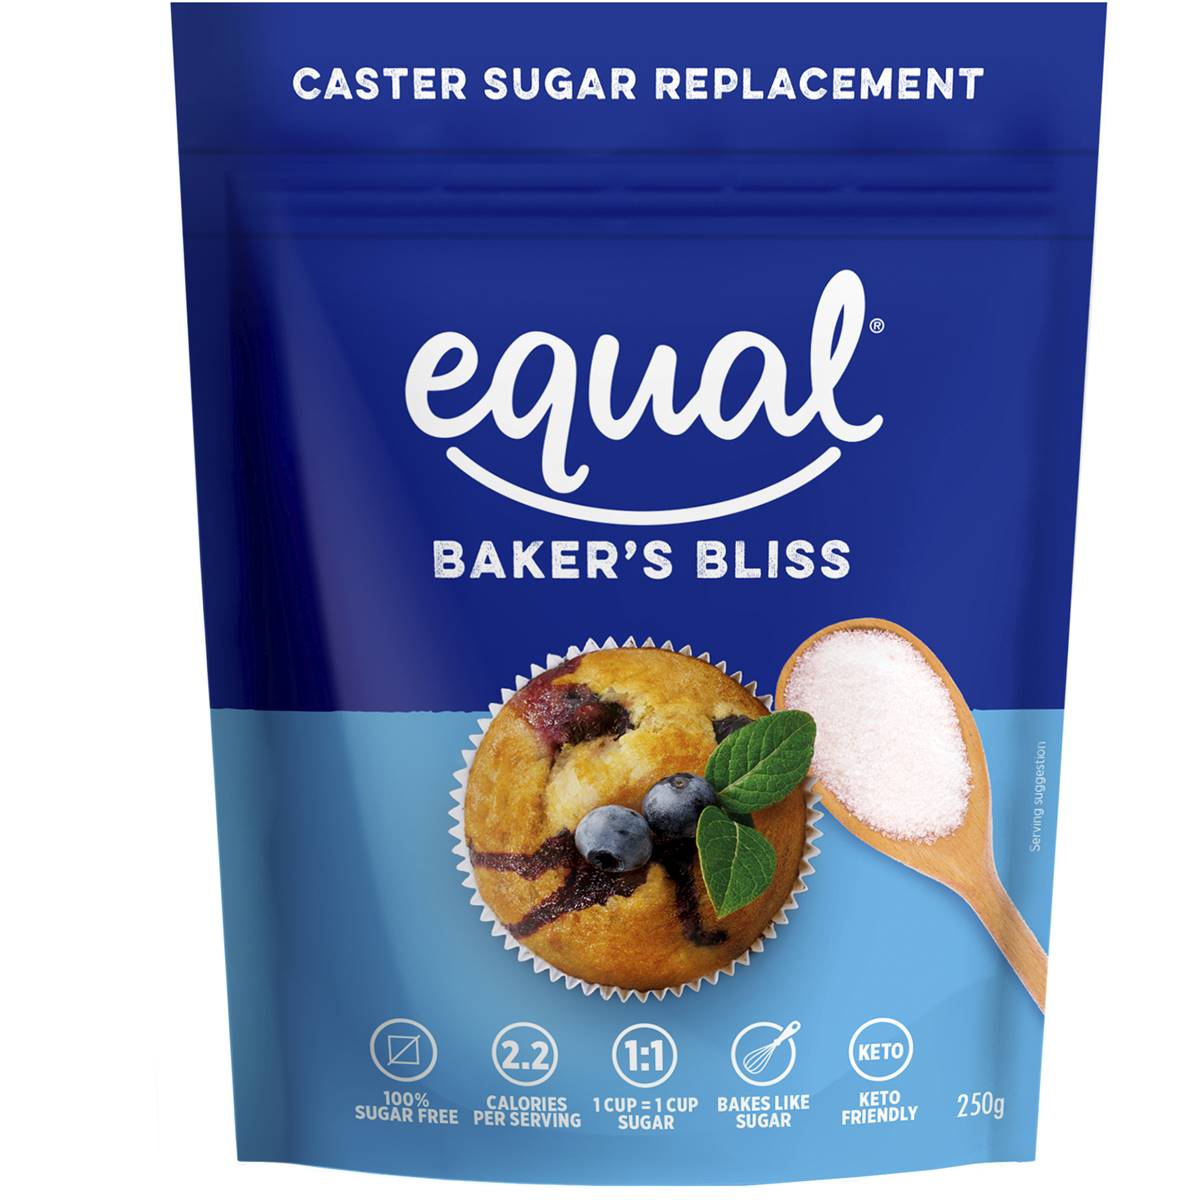 CASTER SUGAR REPLACEMENT
equal®
BAKER'S BLISS
Serving suggestion
100%
SUGAR FREE
2.2
CALORIES
PER SERVING
1:1
1 CUP = 1 CUP
SUGAR
BAKES LIKE
SUGAR
KETO
KETO
FRIENDLY
250g